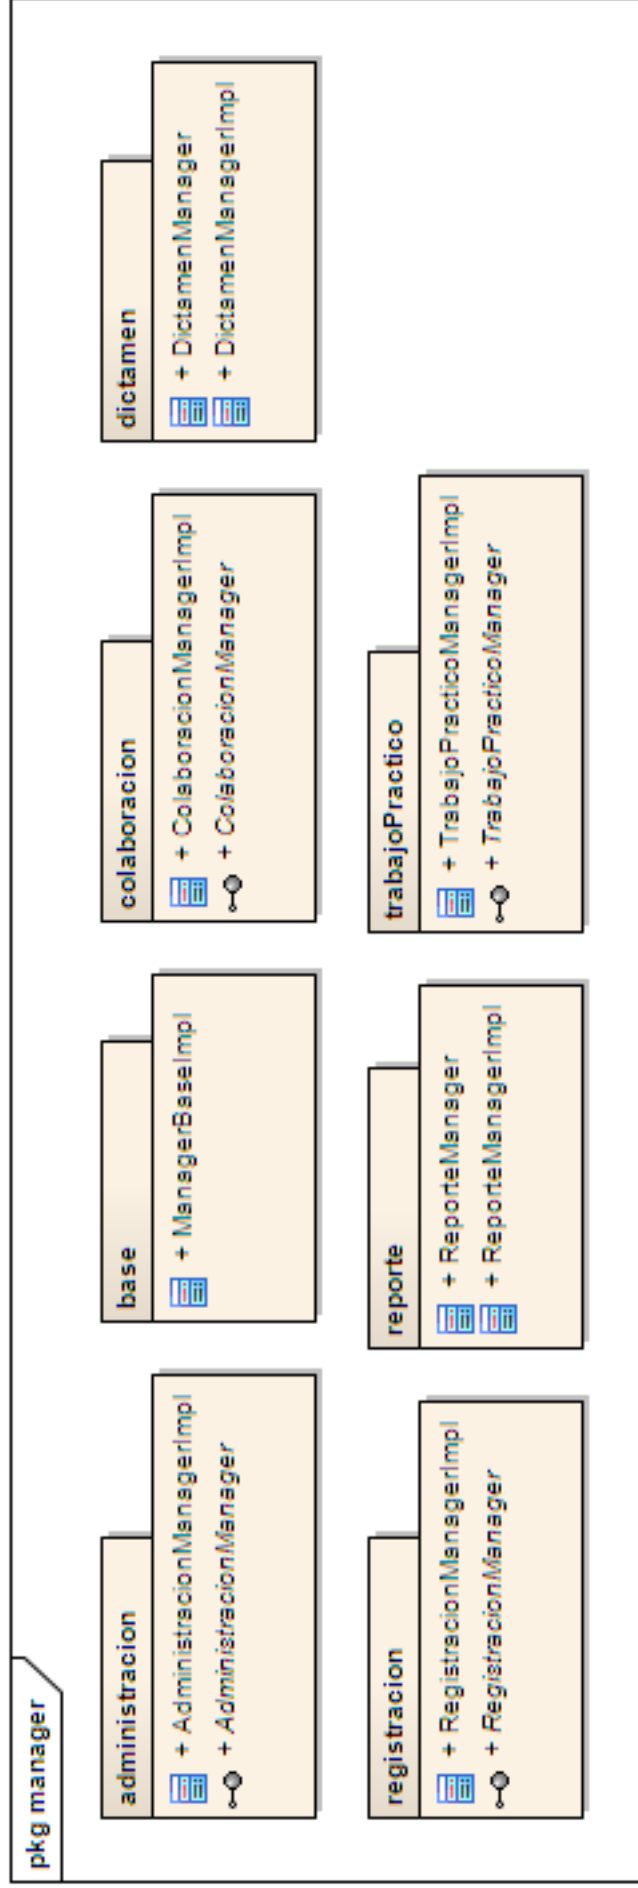 pkg manager
administracion
+ AdministracionManagerImpl
+ AdministracionManager
base
+ ManagerBaseImpl
colaboracion
+ ColaboracionManagerImpl
+ ColaboracionManager
dictamen
+ DictamenManager
+ DictamenManagerImpl
registracion
+ RegistracionManagerImpl
+ RegistracionManager
reporte
+ ReporteManager
+ ReporteManagerImpl
trabajoPractico
+ TrabajoPracticoManagerImpl
+ TrabajoPracticoManager